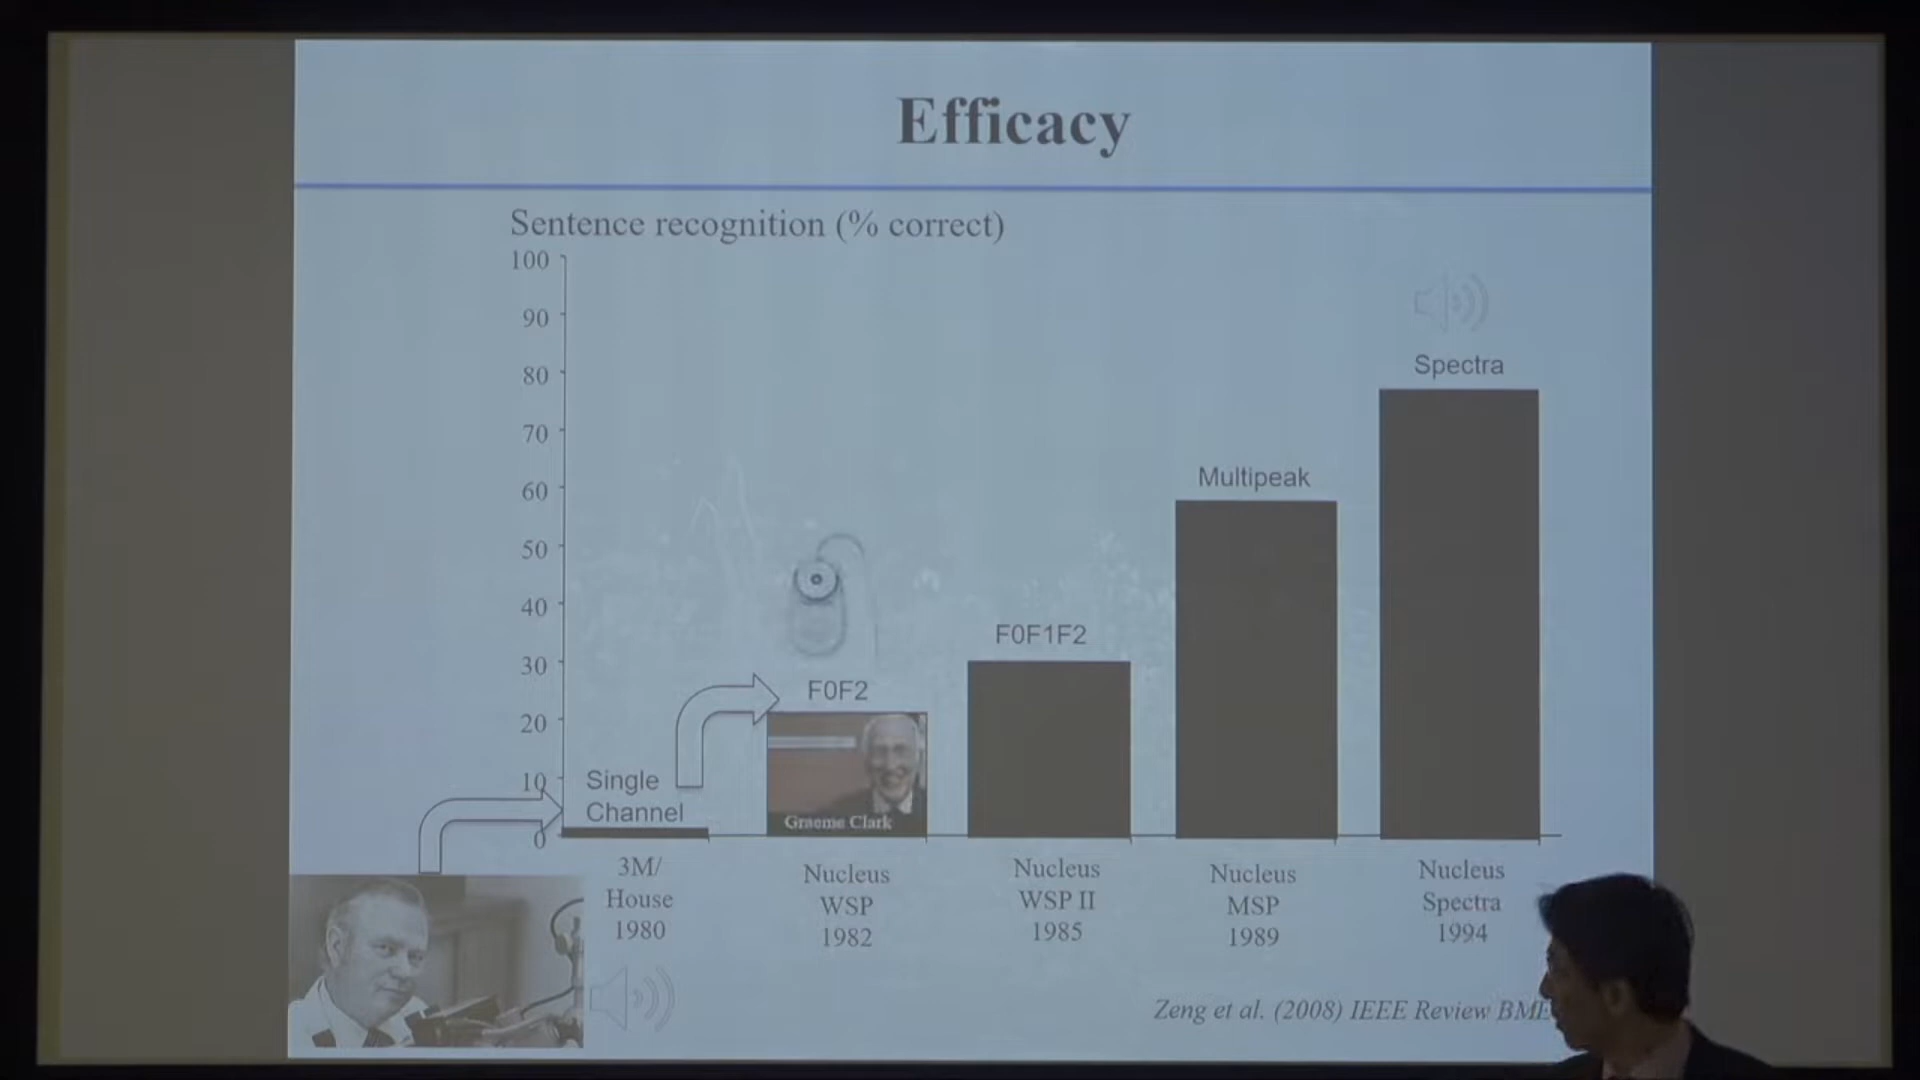 Efficacy
Sentence recognition (% correct)
100
90
80
70
60
50
40
30
20
10
0
Single
Channel
F0F2
F0F1F2
Multipeak
Spectra
Graeme Clark
3M/
House
1980
Nucleus
WSP
1982
Nucleus
WSP II
1985
Nucleus
MSP
1989
Nucleus
Spectra
1994
Zeng et al. (2008) IEEE Review BME